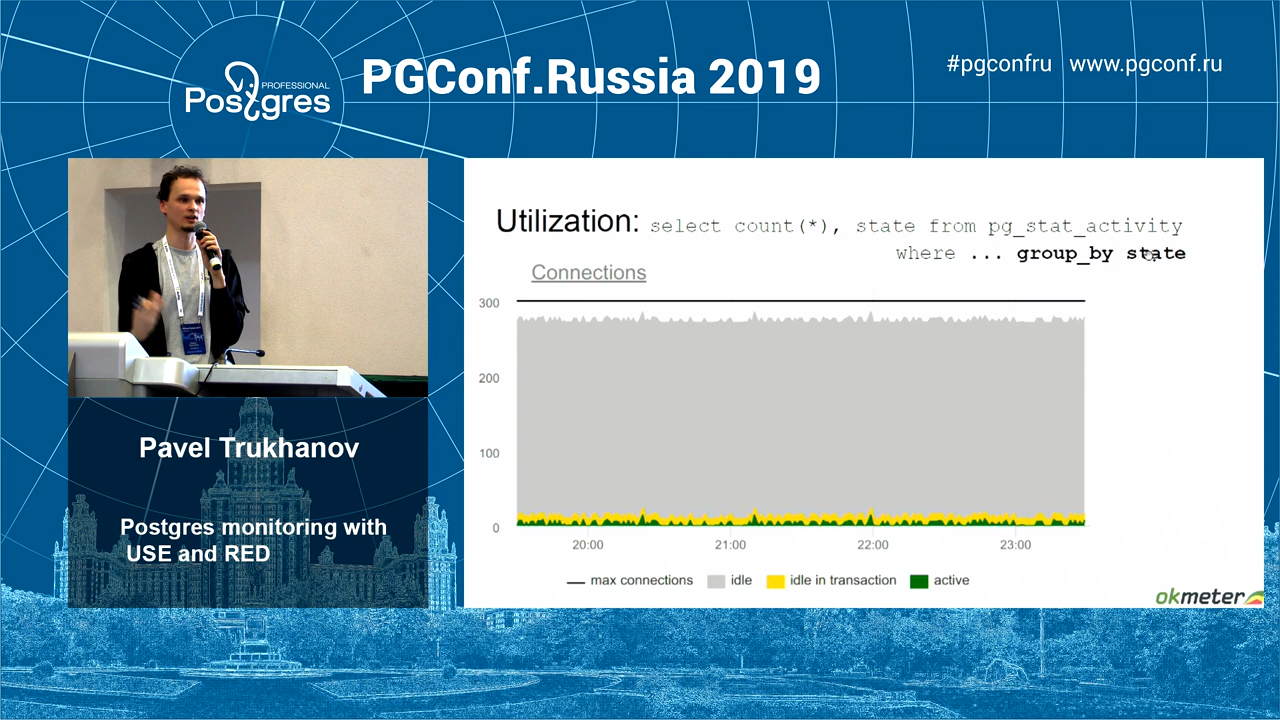 PROFESSIONAL
Postgres
PGConf.Russia 2019
#pgconfru www.pgconf.ru
Pavel Trukhanov
Postgres monitoring with
USE and RED
Utilization: select count(*), state from pg_stat_activity
where ... group_by state
Connections
300
200
100
0
20:00 21:00 22:00 23:00
max connections idle idle in transaction active
okmeter